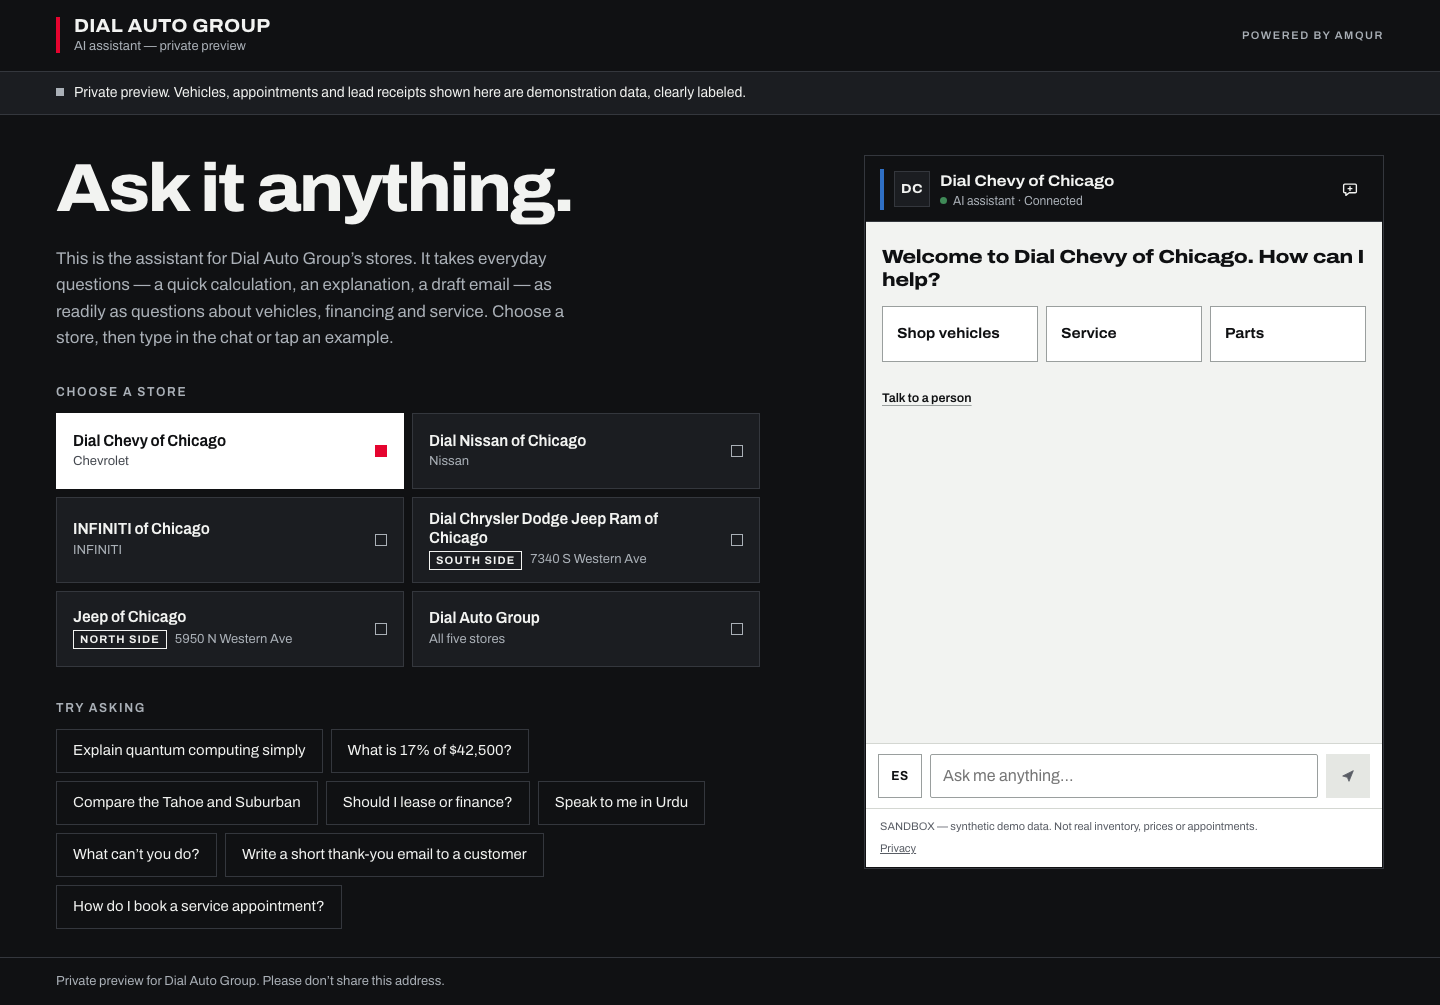 DIAL AUTO GROUP
AI assistant — private preview
POWERED BY AMQUR
Private preview. Vehicles, appointments and lead receipts shown here are demonstration data, clearly labeled.
Ask it anything.
This is the assistant for Dial Auto Group’s stores. It takes everyday
questions — a quick calculation, an explanation, a draft email — as
readily as questions about vehicles, financing and service. Choose a
store, then type in the chat or tap an example.
CHOOSE A STORE
Dial Chevy of Chicago
Chevrolet
Dial Nissan of Chicago
Nissan
INFINITI of Chicago
INFINITI
Dial Chrysler Dodge Jeep Ram of
Chicago
SOUTH SIDE 7340 S Western Ave
Jeep of Chicago
NORTH SIDE 5950 N Western Ave
Dial Auto Group
All five stores
TRY ASKING
Explain quantum computing simply
What is 17% of $42,500?
Compare the Tahoe and Suburban
Should I lease or finance?
Speak to me in Urdu
What can’t you do?
Write a short thank-you email to a customer
How do I book a service appointment?
DC
Dial Chevy of Chicago
AI assistant · Connected
Welcome to Dial Chevy of Chicago. How can I
help?
Shop vehicles
Service
Parts
Talk to a person
ES
Ask me anything...
SANDBOX — synthetic demo data. Not real inventory, prices or appointments.
Privacy
Private preview for Dial Auto Group. Please don’t share this address.